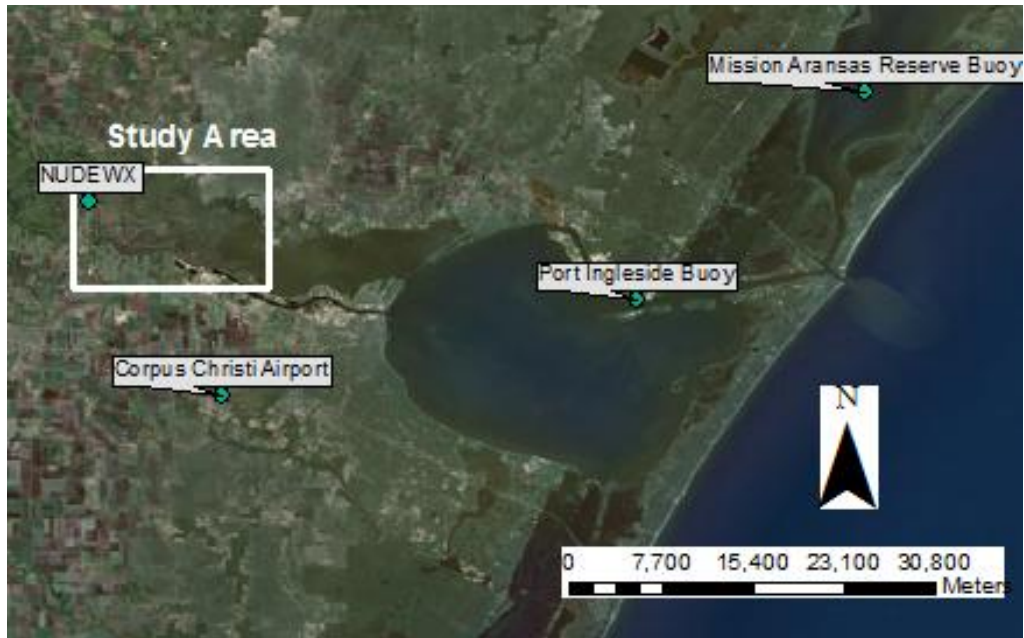 Mission Aransas Reserve Buoy
Study Area
NUDEWX
Port Ingleside Buoy
Corpus Christi Airport
N
0 7,700 15,400 23,100 30,800
Meters